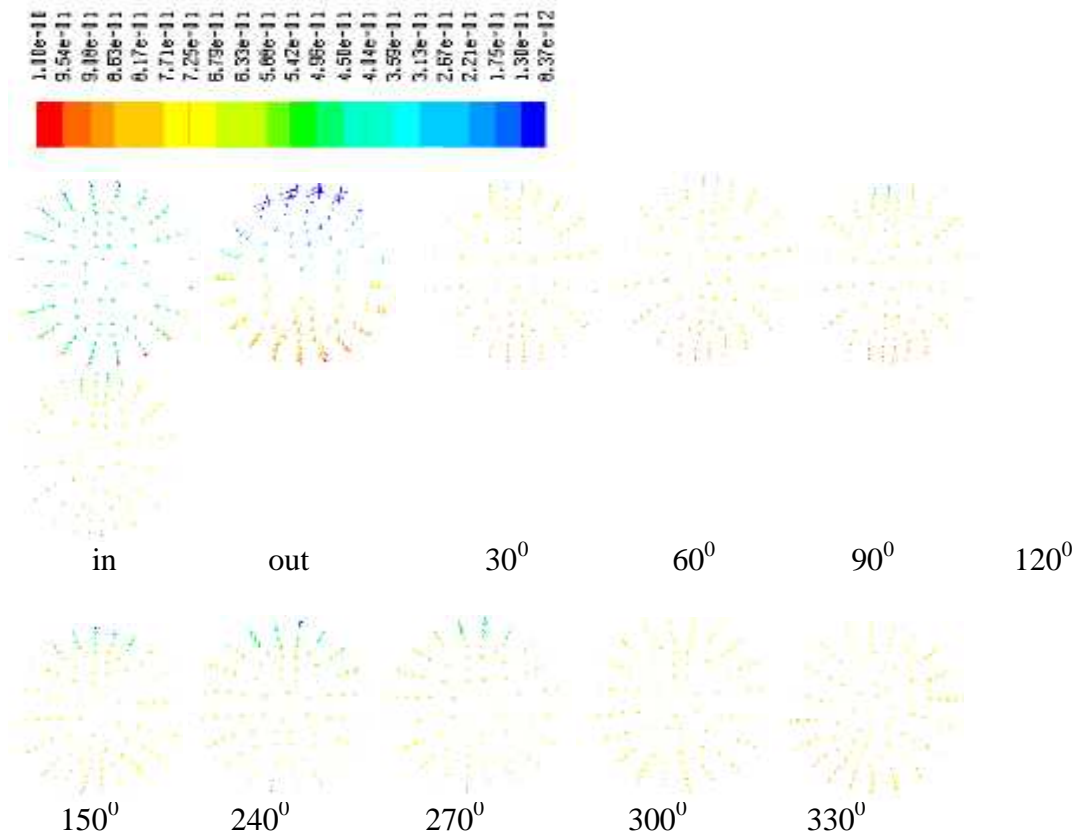 1.00e-10
9.54e-11
9.08e-11
8.63e-11
8.17e-11
7.71e-11
7.25e-11
6.79e-11
6.33e-11
5.88e-11
5.42e-11
4.96e-11
4.50e-11
4.04e-11
3.59e-11
3.13e-11
2.67e-11
2.21e-11
1.75e-11
1.30e-11
8.37e-12
in out 30⁰ 60⁰ 90⁰ 120⁰
150⁰ 240⁰ 270⁰ 300⁰ 330⁰